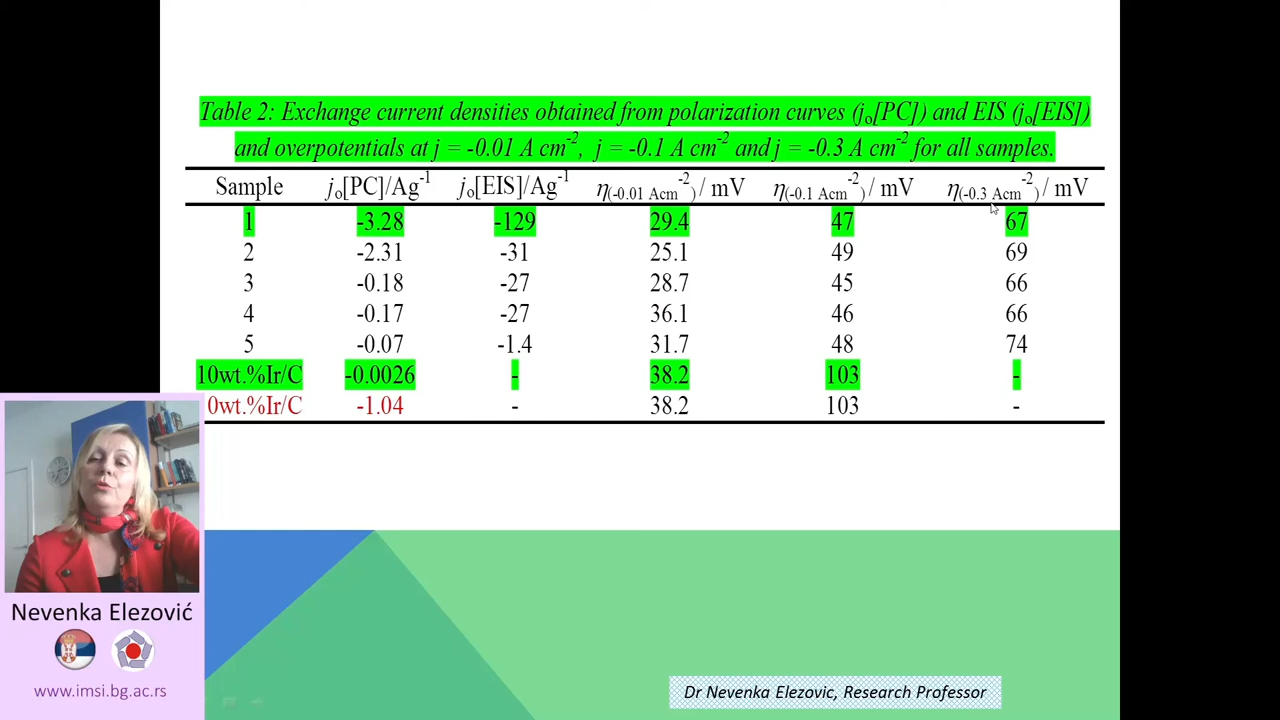 Table 2: Exchange current densities obtained from polarization curves (jo[PC]) and EIS (jo[EIS])
and overpotentials at j = -0.01 A cm-2, j = -0.1 A cm-2 and j = -0.3 A cm-2 for all samples.
Sample jo[PC]/Ag-1 jo[EIS]/Ag-1 η(-0.01 Acm-2) / mV η(-0.1 Acm-2) / mV η(-0.3 Acm-2) / mV
1 -3.28 -129 29.4 47 67
2 -2.31 -31 25.1 49 69
3 -0.18 -27 28.7 45 66
4 -0.17 -27 36.1 46 66
5 -0.07 -1.4 31.7 48 74
10wt.%Ir/C -0.0026 - 38.2 103 -
0wt.%Ir/C -1.04 - 38.2 103 -
Nevenka Elezović
www.imsi.bg.ac.rs
Dr Nevenka Elezovic, Research Professor